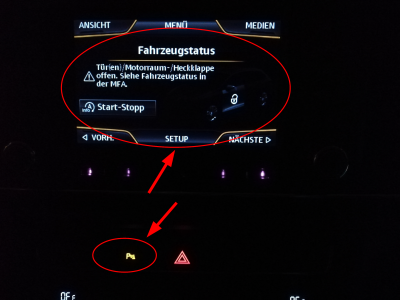 ANSICHT MENÜ MEDIEN
Fahrzeugstatus
Tür(en)/Motorraum-/Heckklappe
offen. Siehe Fahrzeugstatus in
der MFA.
Start-Stopp
◁ VORH. SETUP NÄCHSTE ▷